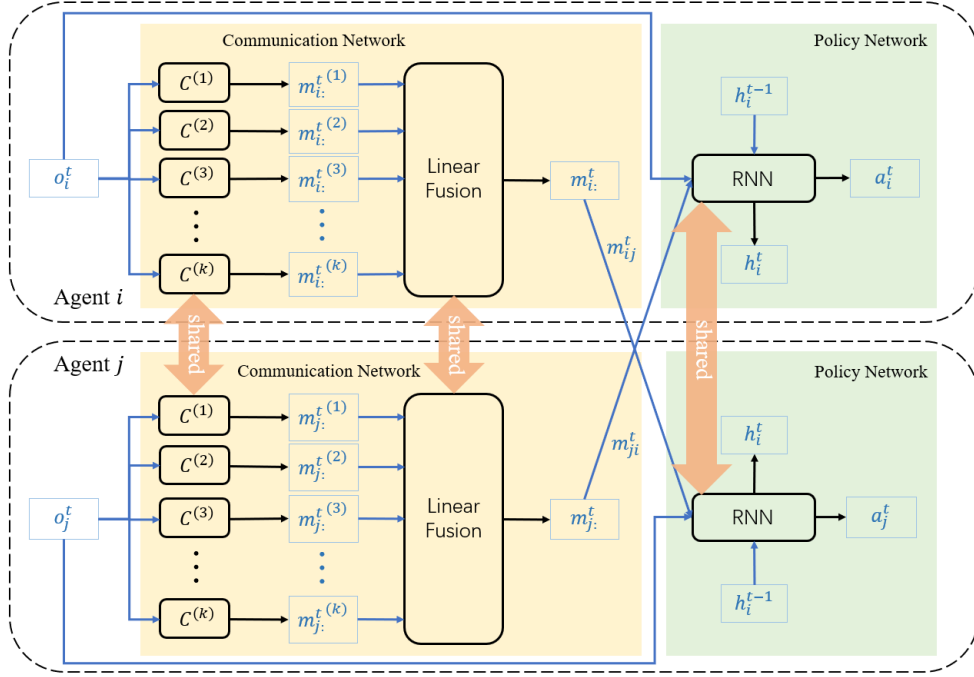 Communication Network
Policy Network
C^(1)
m_{i:}^{t (1)}
h_i^{t−1}
C^(2)
m_{i:}^{t (2)}
o_i^t
C^(3)
m_{i:}^{t (3)}
Linear
Fusion
m_{i:}^t
RNN
a_i^t
m_{ij}^t
h_i^t
C^(k)
m_{i:}^{t (k)}
Agent i
shared
shared
shared
Agent j
Communication Network
Policy Network
C^(1)
m_{j:}^{t (1)}
h_i^t
m_{ji}^t
C^(2)
m_{j:}^{t (2)}
o_j^t
C^(3)
m_{j:}^{t (3)}
Linear
Fusion
m_{j:}^t
RNN
a_j^t
h_i^{t−1}
C^(k)
m_{j:}^{t (k)}